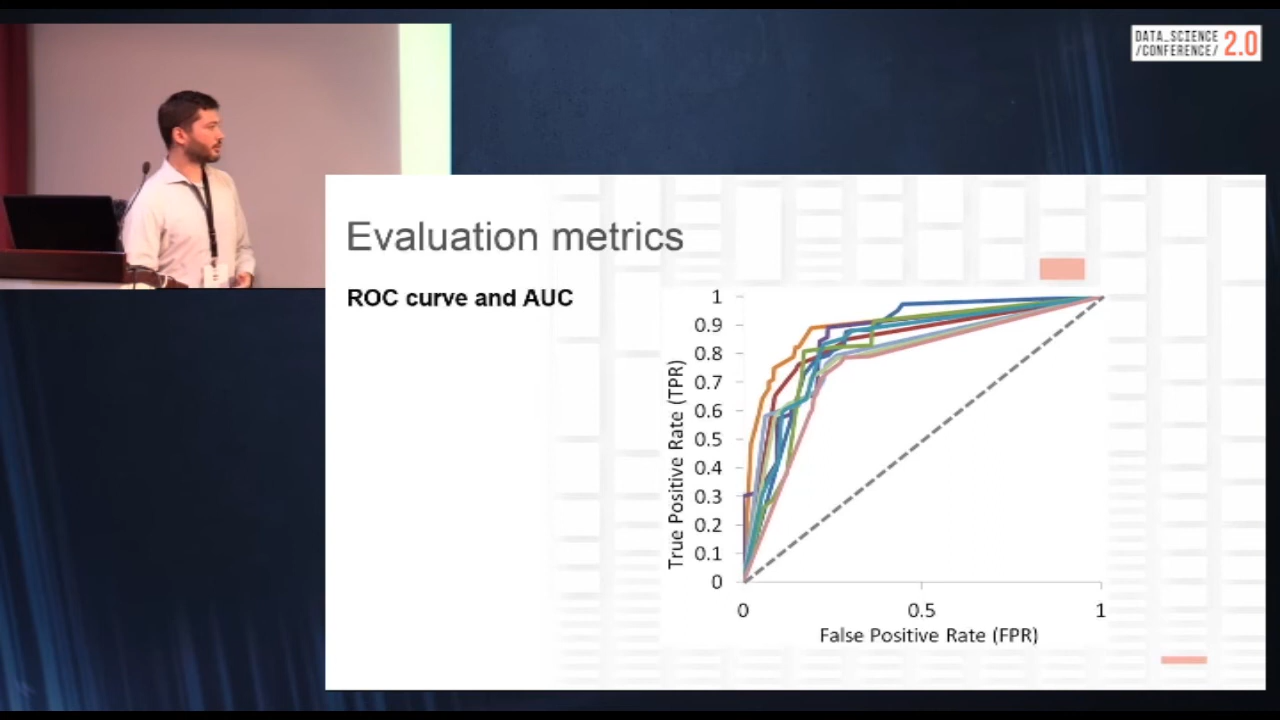 DATA_SCIENCE
/CONFERENCE/ 2.0
Evaluation metrics
ROC curve and AUC
True Positive Rate (TPR)
1
0.9
0.8
0.7
0.6
0.5
0.4
0.3
0.2
0.1
0
0 0.5 1
False Positive Rate (FPR)